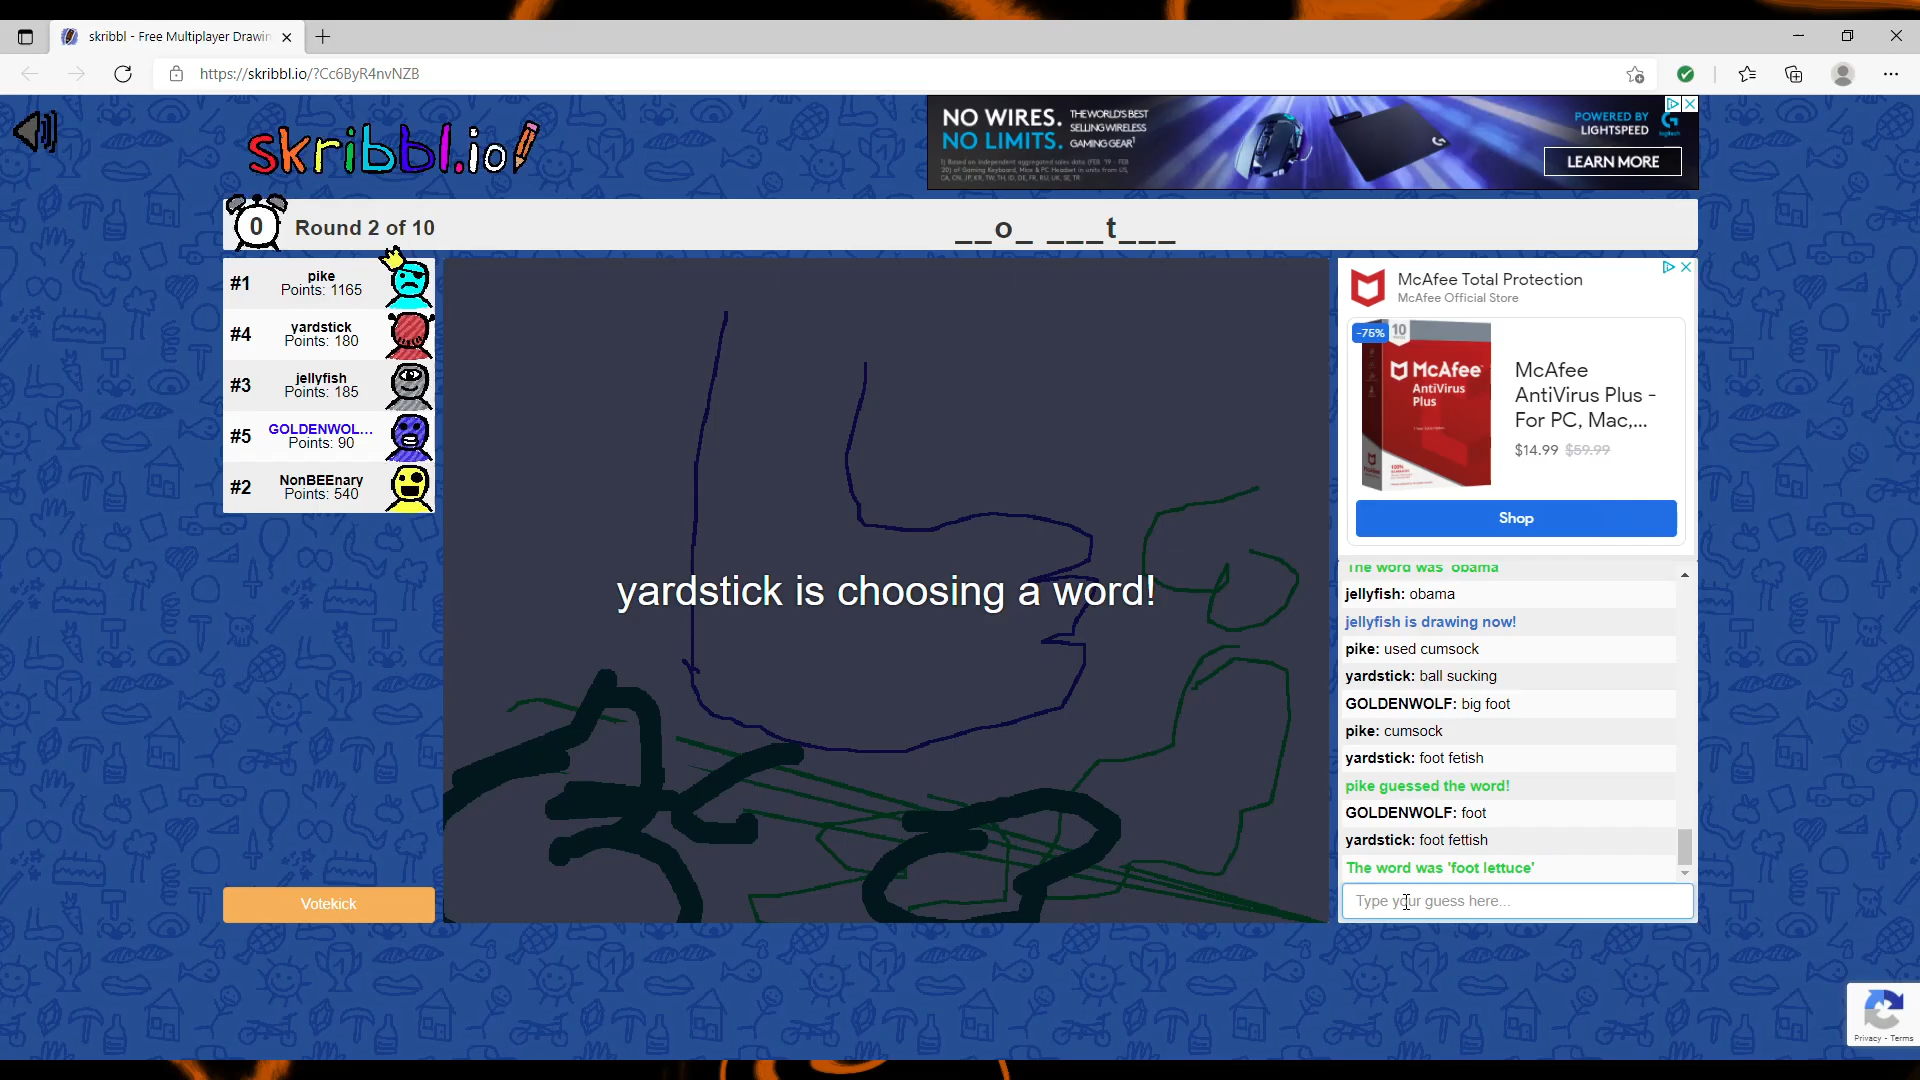 skribbl - Free Multiplayer Drawin
https://skribbl.io/?Cc6ByR4nvNZB
skribbl.io
NO WIRES.
NO LIMITS.
THE WORLD'S BEST
SELLING WIRELESS
GAMING GEAR¹
POWERED BY
LIGHTSPEED
logitech
LEARN MORE
0
Round 2 of 10
__o_ ___t___
#1
pike
Points: 1165
#4
yardstick
Points: 180
#3
jellyfish
Points: 185
#5
GOLDENWOL...
Points: 90
#2
NonBEEnary
Points: 540
Votekick
yardstick is choosing a word!
McAfee Total Protection
McAfee Official Store
-75%
10
McAfee
AntiVirus
Plus
McAfee
AntiVirus Plus -
For PC, Mac,...
$14.99 $59.99
Shop
The word was 'obama'
jellyfish: obama
jellyfish is drawing now!
pike: used cumsock
yardstick: ball sucking
GOLDENWOLF: big foot
pike: cumsock
yardstick: foot fetish
pike guessed the word!
GOLDENWOLF: foot
yardstick: foot fettish
The word was 'foot lettuce'
Type your guess here...
Privacy - Terms